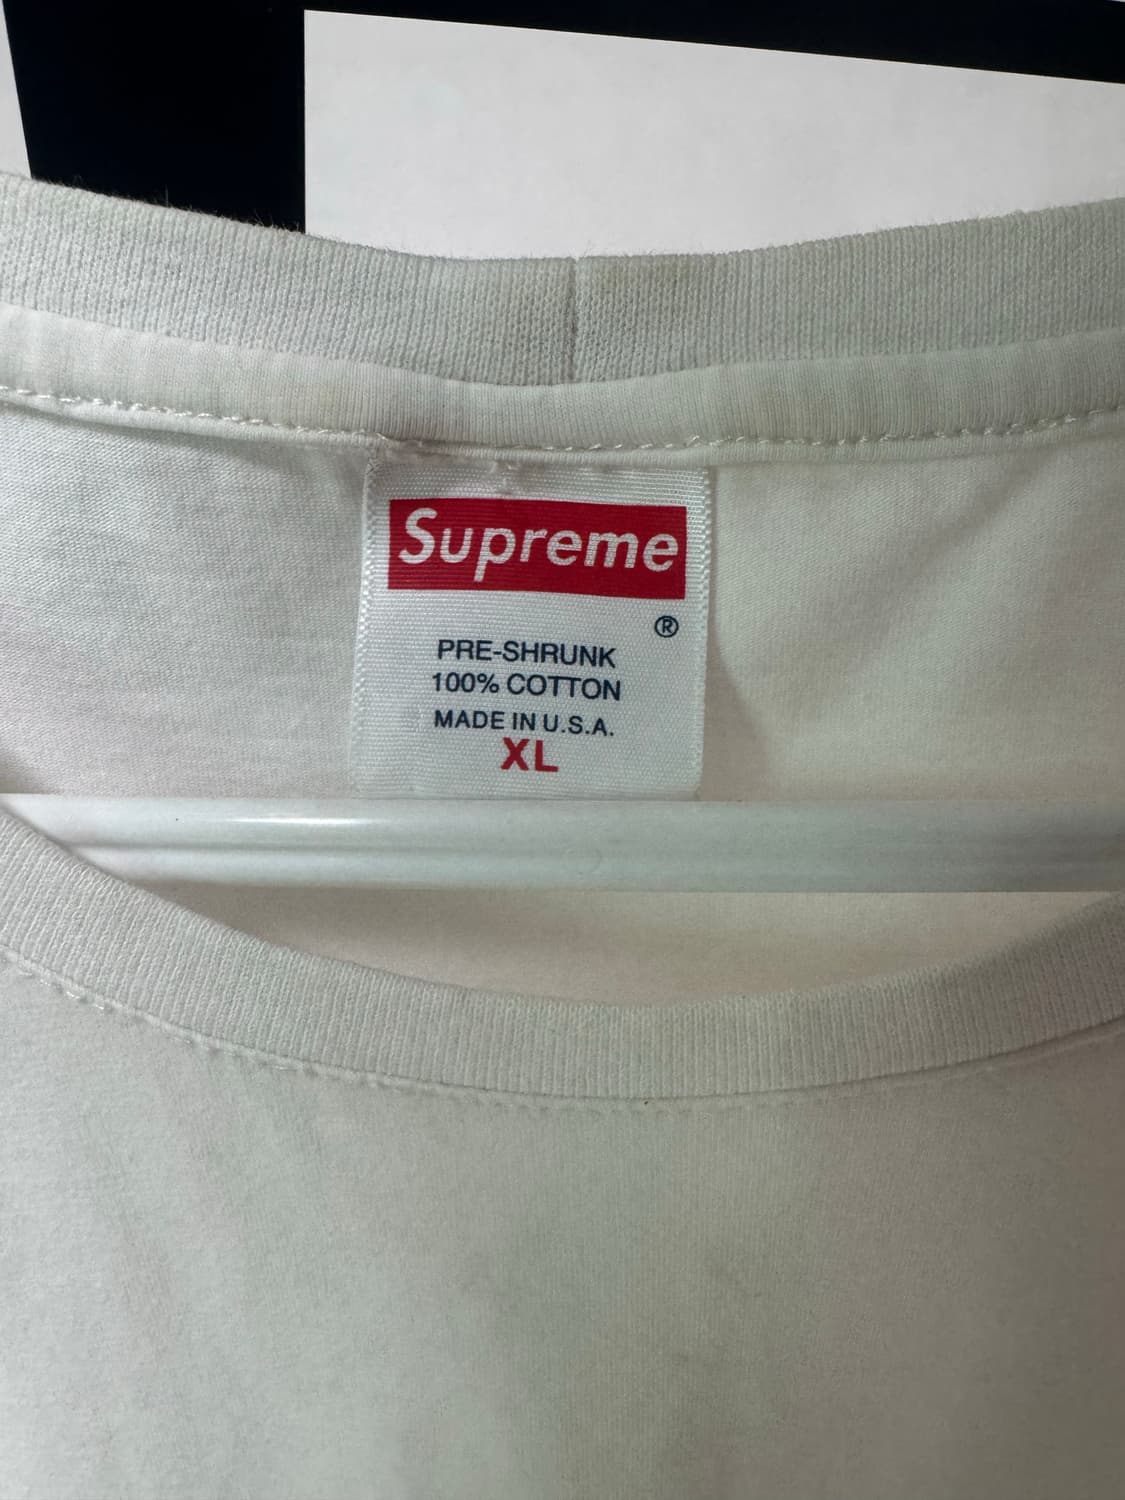 Supreme
®
PRE-SHRUNK
100% COTTON
MADE IN U.S.A.
XL